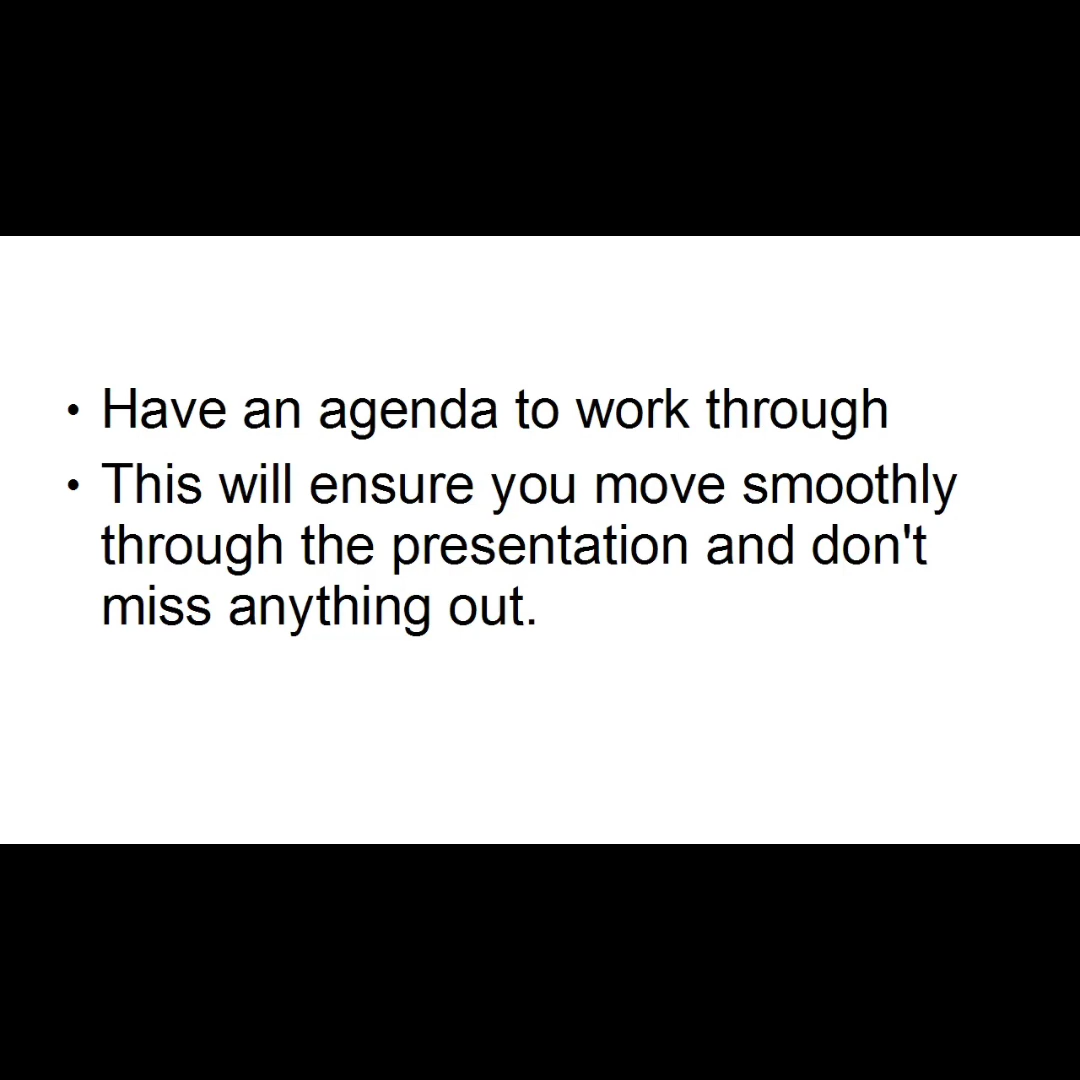 • Have an agenda to work through
• This will ensure you move smoothly
through the presentation and don't
miss anything out.